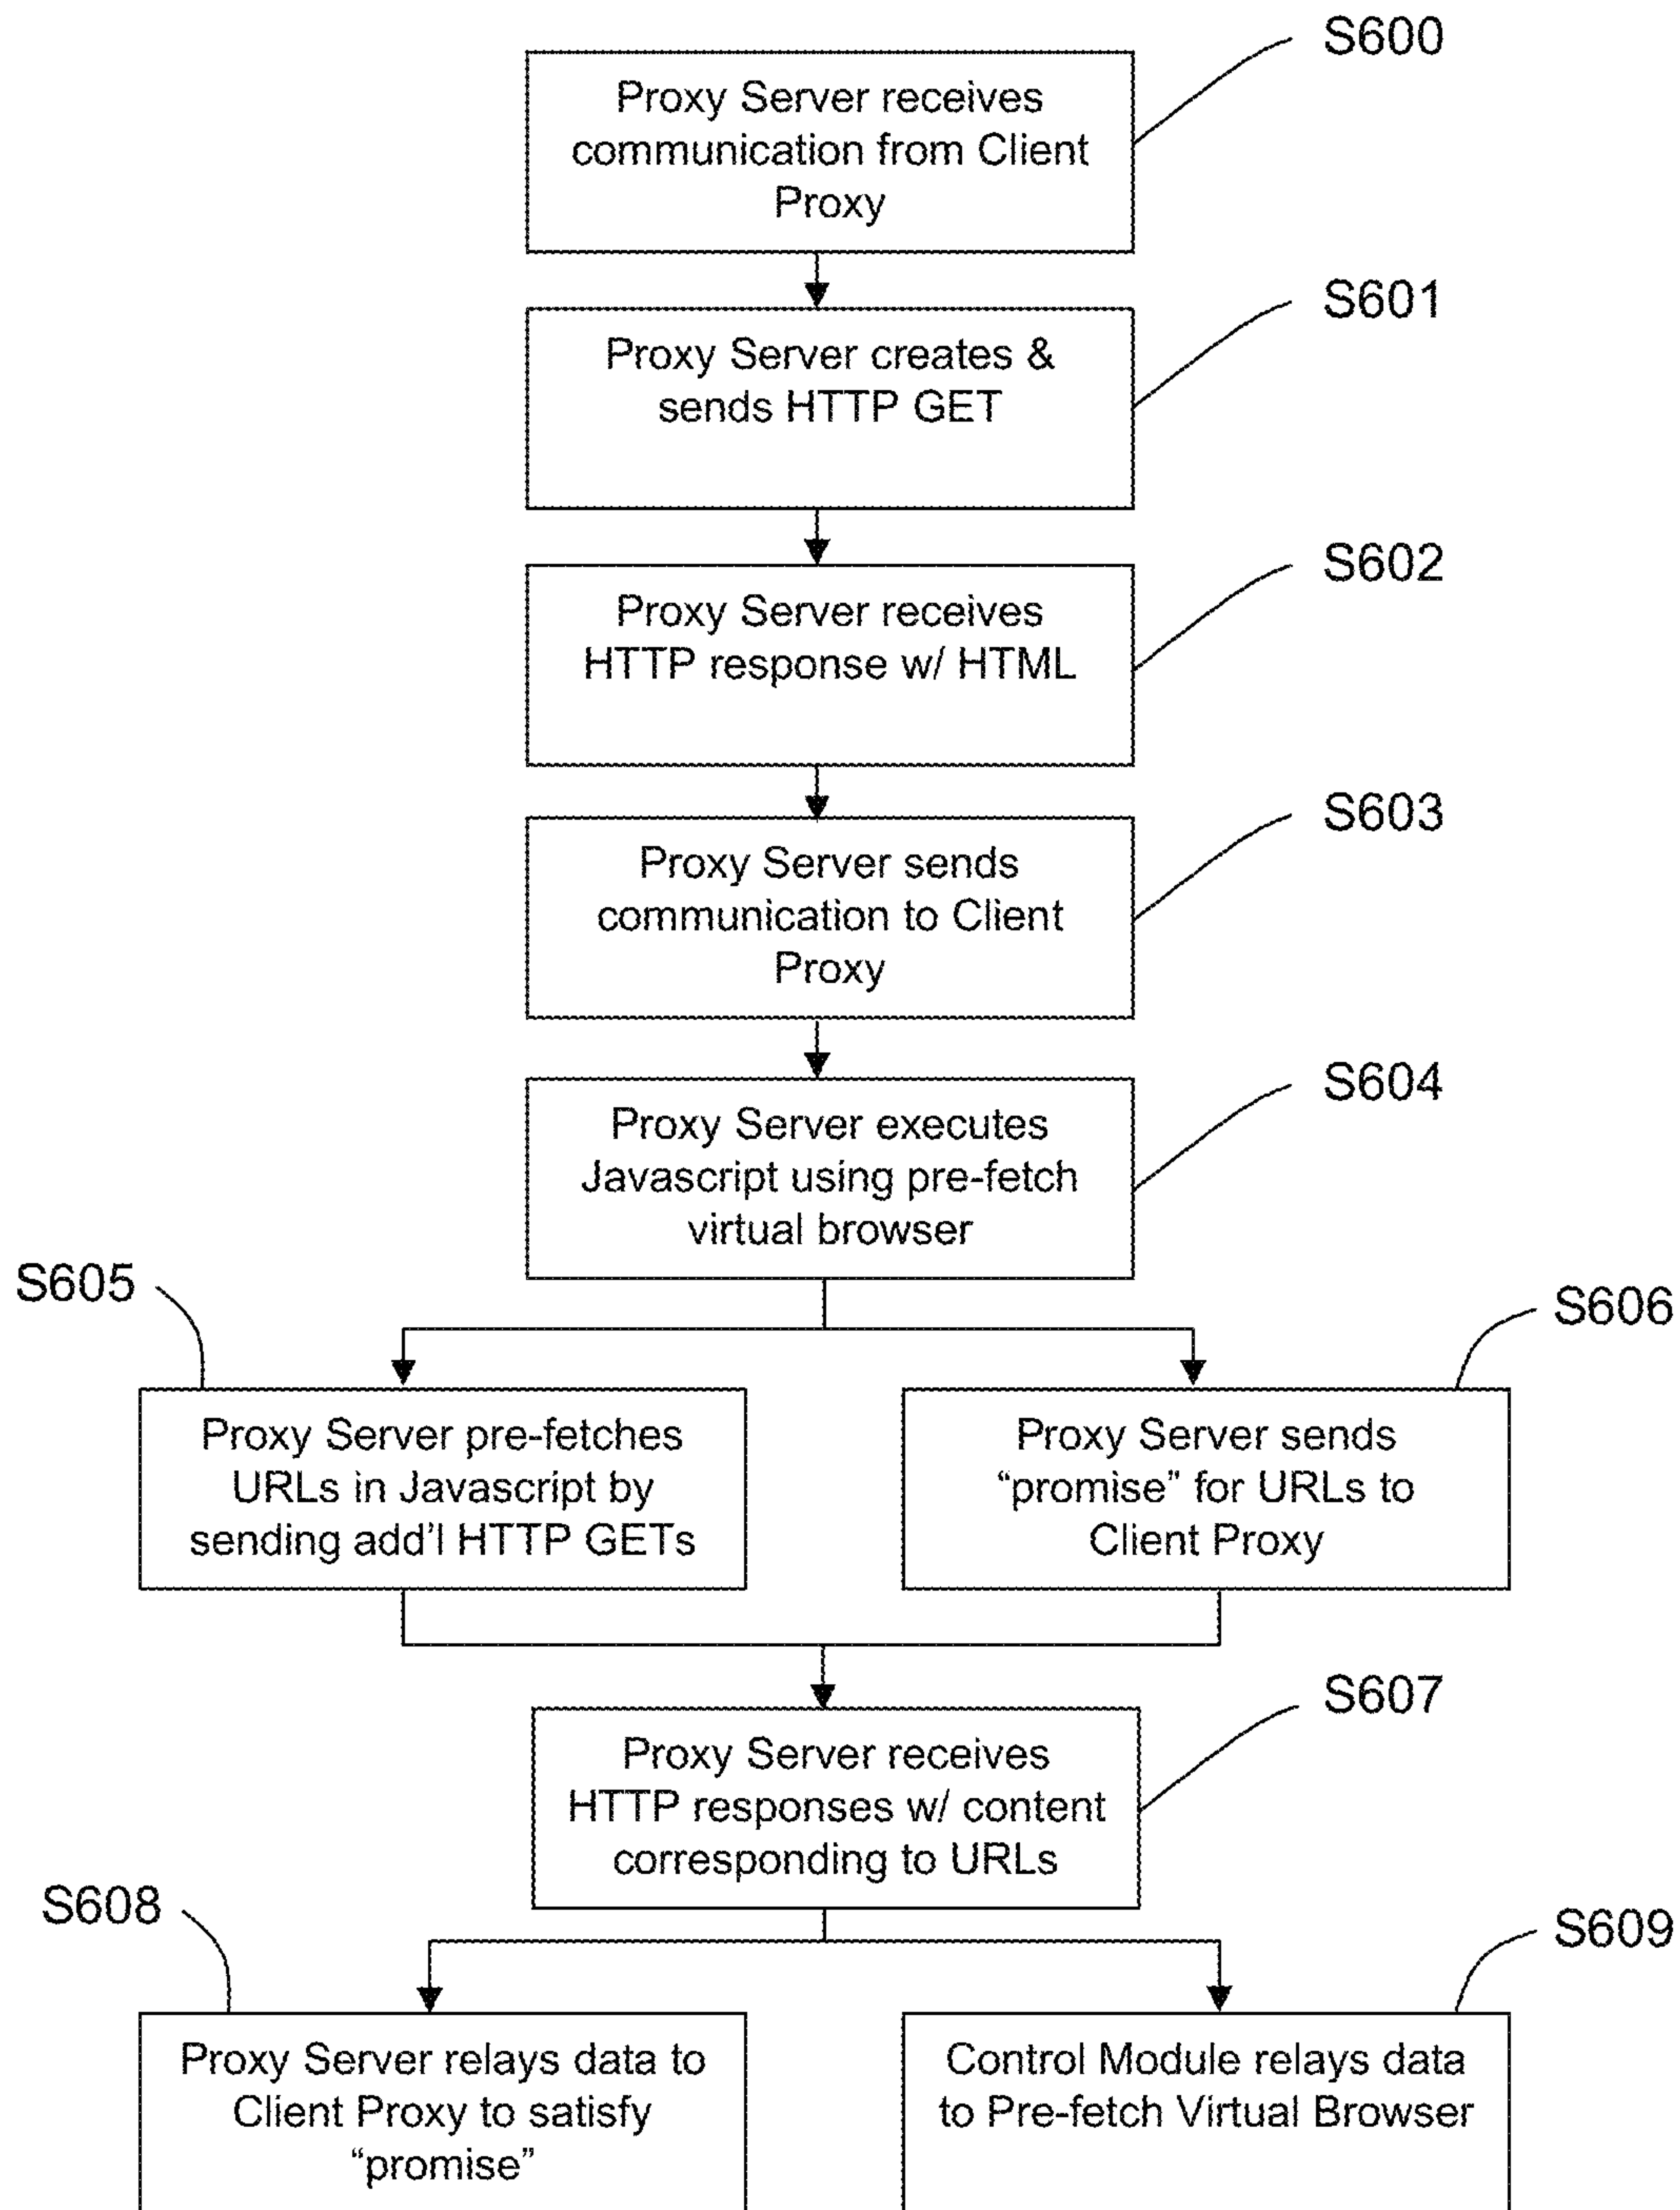 S600
Proxy Server receives
communication from Client
Proxy
S601
Proxy Server creates &
sends HTTP GET
S602
Proxy Server receives
HTTP response w/ HTML
S603
Proxy Server sends
communication to Client
Proxy
S604
Proxy Server executes
Javascript using pre-fetch
virtual browser
S605
Proxy Server pre-fetches
URLs in Javascript by
sending add'l HTTP GETs
S606
Proxy Server sends
“promise” for URLs to
Client Proxy
S607
Proxy Server receives
HTTP responses w/ content
corresponding to URLs
S608
Proxy Server relays data to
Client Proxy to satisfy
“promise”
S609
Control Module relays data
to Pre-fetch Virtual Browser